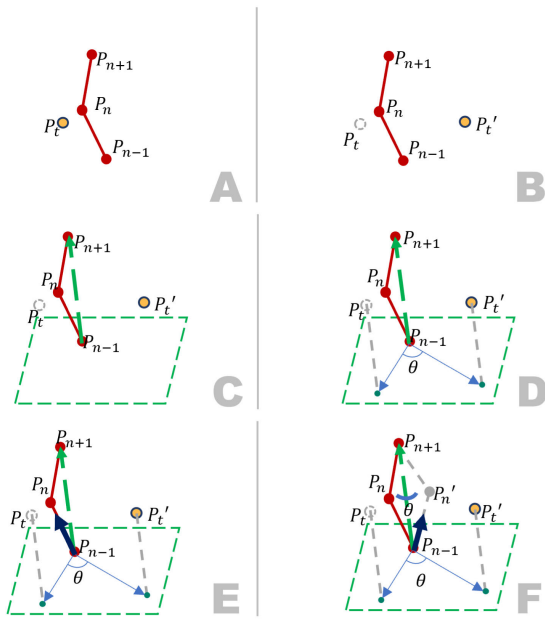 P_{n+1}
P_n
P_t
P_{n-1}
A
P_{n+1}
P_n
P_t
P_t'
P_{n-1}
B
P_{n+1}
P_n
P_t
P_t'
P_{n-1}
C
P_{n+1}
P_n
P_t
P_t'
P_{n-1}
θ
D
P_{n+1}
P_n
P_t
P_t'
P_{n-1}
θ
E
P_{n+1}
P_n
P_n'
θ
P_t
P_t'
P_{n-1}
θ
F